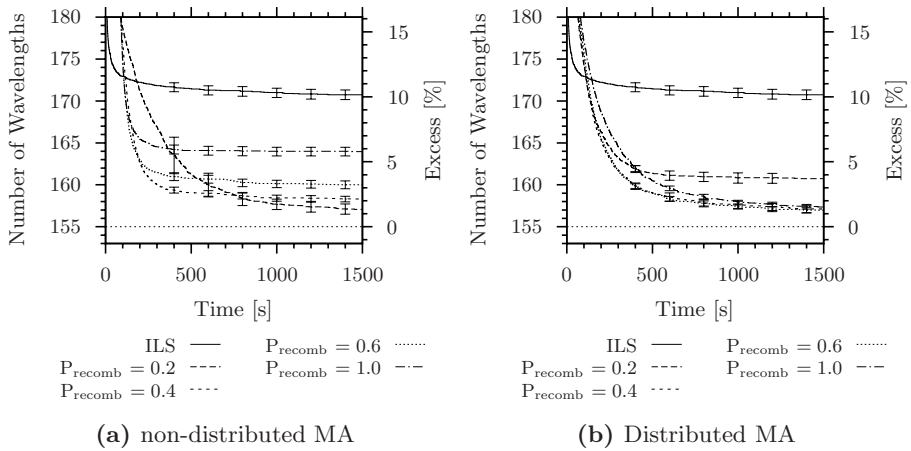 180
175
170
165
160
155
Number of Wavelengths
15
10
5
0
Excess [%]
0 500 1000 1500
Time [s]
ILS
P_recomb = 0.2
P_recomb = 0.4
P_recomb = 0.6
P_recomb = 1.0
(a) non-distributed MA
180
175
170
165
160
155
Number of Wavelengths
15
10
5
0
Excess [%]
0 500 1000 1500
Time [s]
ILS
P_recomb = 0.2
P_recomb = 0.4
P_recomb = 0.6
P_recomb = 1.0
(b) Distributed MA